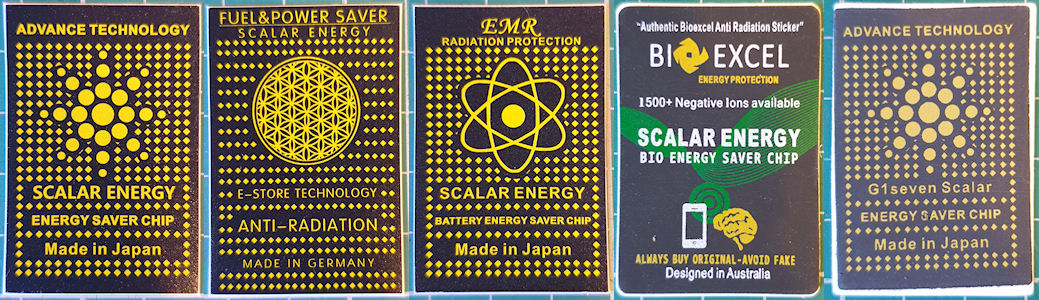 ADVANCE TECHNOLOGY
SCALAR ENERGY
ENERGY SAVER CHIP
Made in Japan
FUEL&POWER SAVER
SCALAR ENERGY
E-STORE TECHNOLOGY
ANTI-RADIATION
MADE IN GERMANY
EMR
RADIATION PROTECTION
SCALAR ENERGY
BATTERY ENERGY SAVER CHIP
Made in Japan
"Authentic Bioexcel Anti Radiation Sticker"
BIO EXCEL
ENERGY PROTECTION
1500+ Negative Ions available
SCALAR ENERGY
BIO ENERGY SAVER CHIP
ALWAYS BUY ORIGINAL-AVOID FAKE
Designed in Australia
ADVANCE TECHNOLOGY
G1seven Scalar
ENERGY SAVER CHIP
Made in Japan